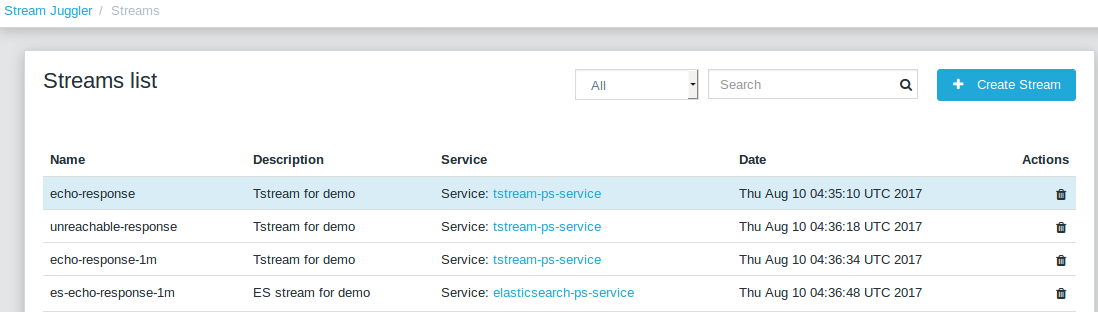 Stream Juggler / Streams
Streams list
All
Search
Create Stream
Name Description Service Date Actions
echo-response Tstream for demo Service: tstream-ps-service Thu Aug 10 04:35:10 UTC 2017
unreachable-response Tstream for demo Service: tstream-ps-service Thu Aug 10 04:36:18 UTC 2017
echo-response-1m Tstream for demo Service: tstream-ps-service Thu Aug 10 04:36:34 UTC 2017
es-echo-response-1m ES stream for demo Service: elasticsearch-ps-service Thu Aug 10 04:36:48 UTC 2017